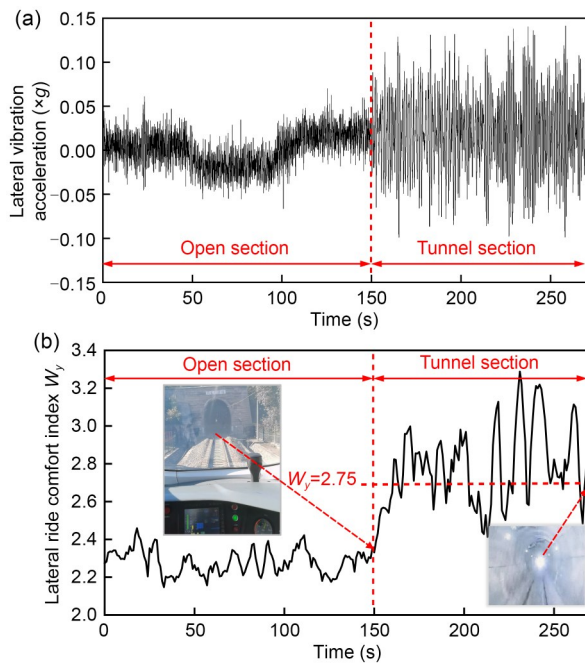 (a)
Lateral vibration
acceleration (×g)
0.15
0.10
0.05
0.00
−0.05
−0.10
−0.15
Open section
Tunnel section
0
50
100
150
200
250
Time (s)
(b)
Lateral ride comfort index Wy
3.4
3.2
3.0
2.8
2.6
2.4
2.2
2.0
Open section
Tunnel section
Wy=2.75
0
50
100
150
200
250
Time (s)